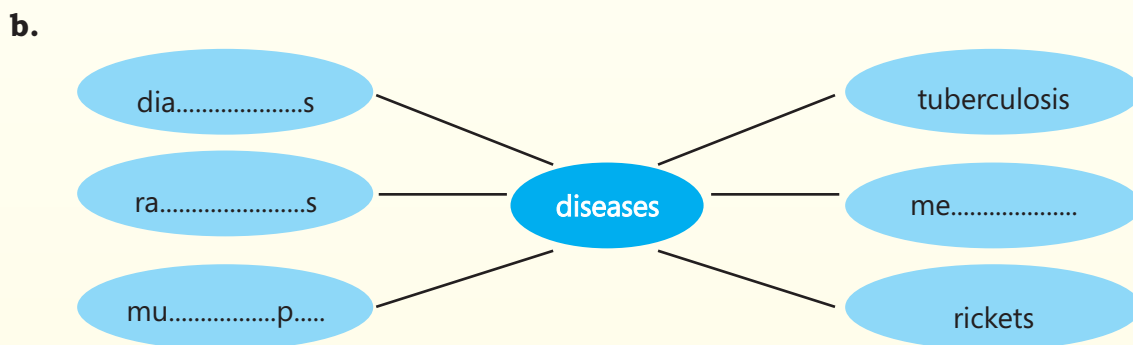 b.
dia....................s
tuberculosis
ra.......................s
diseases
me....................
mu.................p.....
rickets